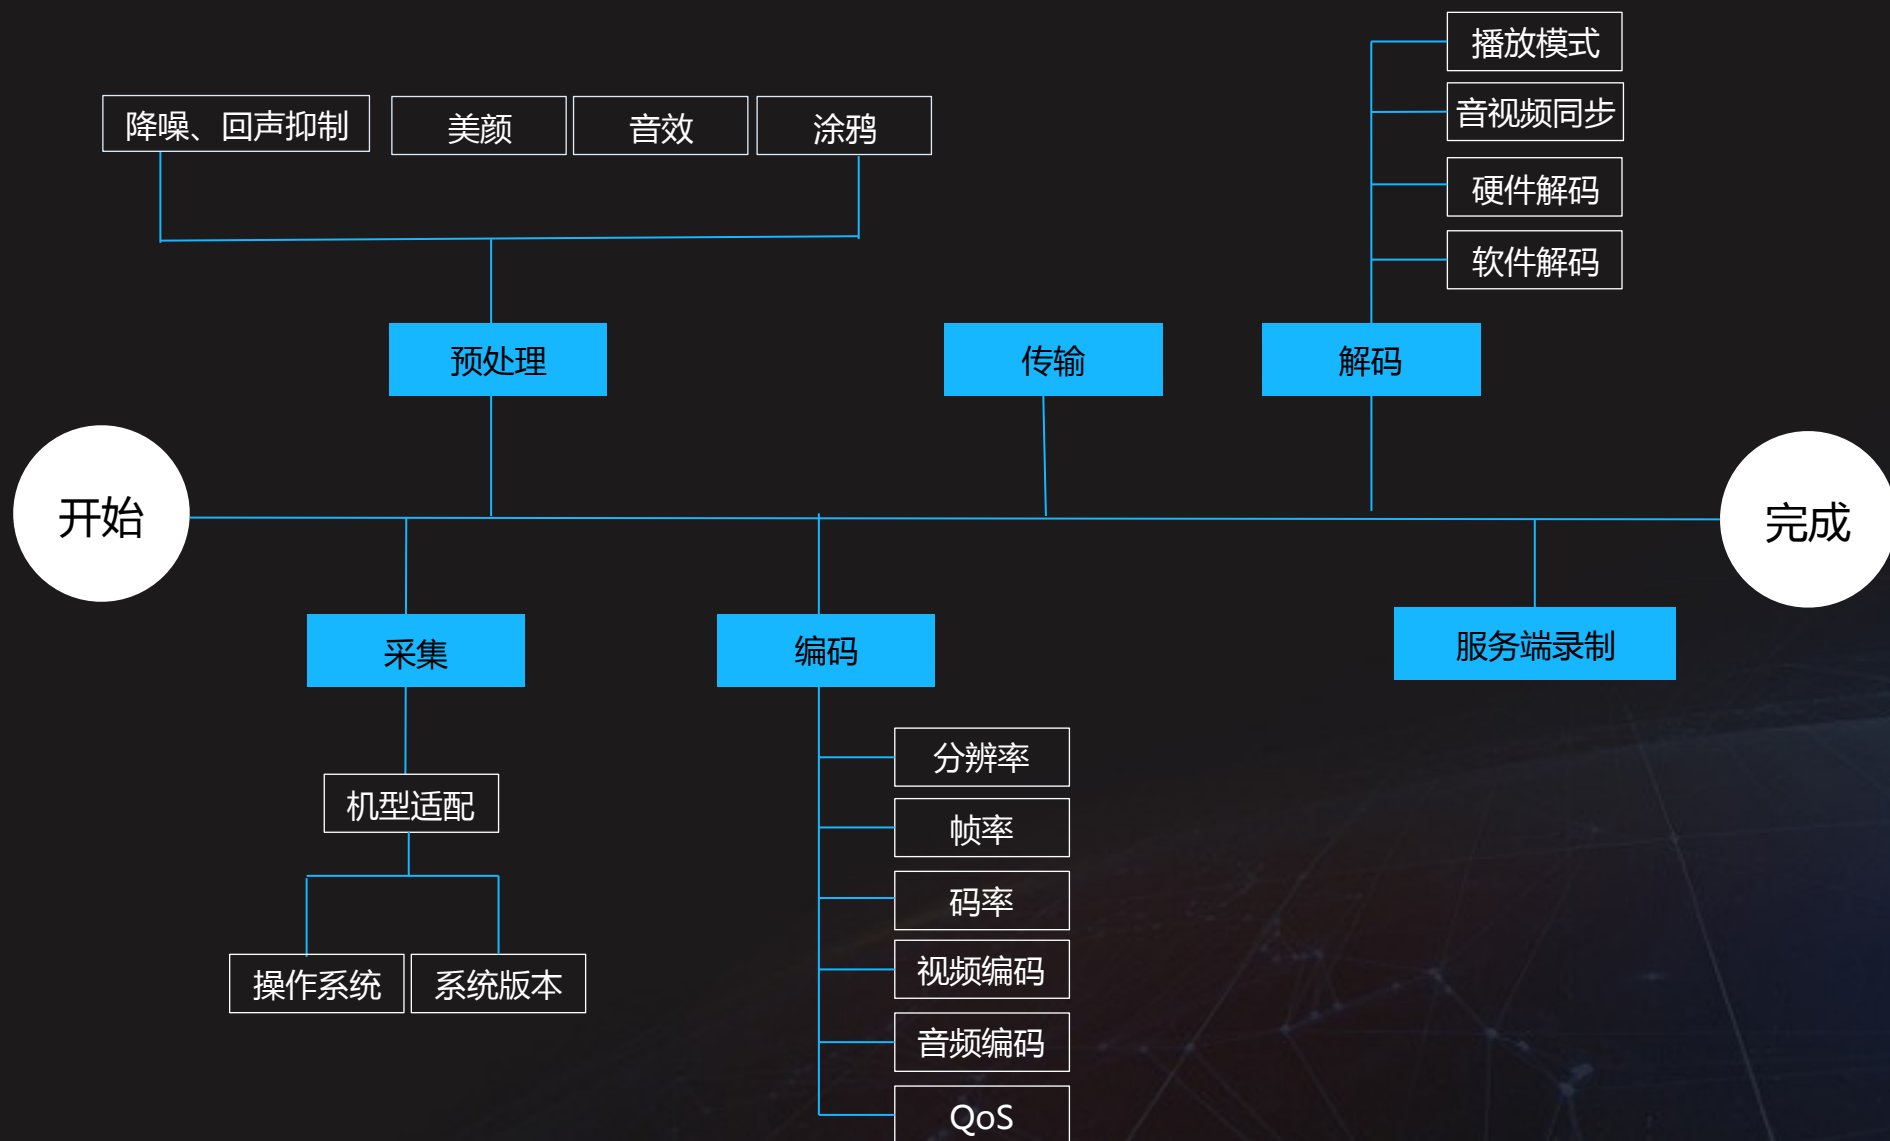 播放模式
音视频同步
硬件解码
软件解码
降噪、回声抑制
美颜
音效
涂鸦
预处理
传输
解码
开始
完成
采集
编码
服务端录制
机型适配
操作系统
系统版本
分辨率
帧率
码率
视频编码
音频编码
QoS